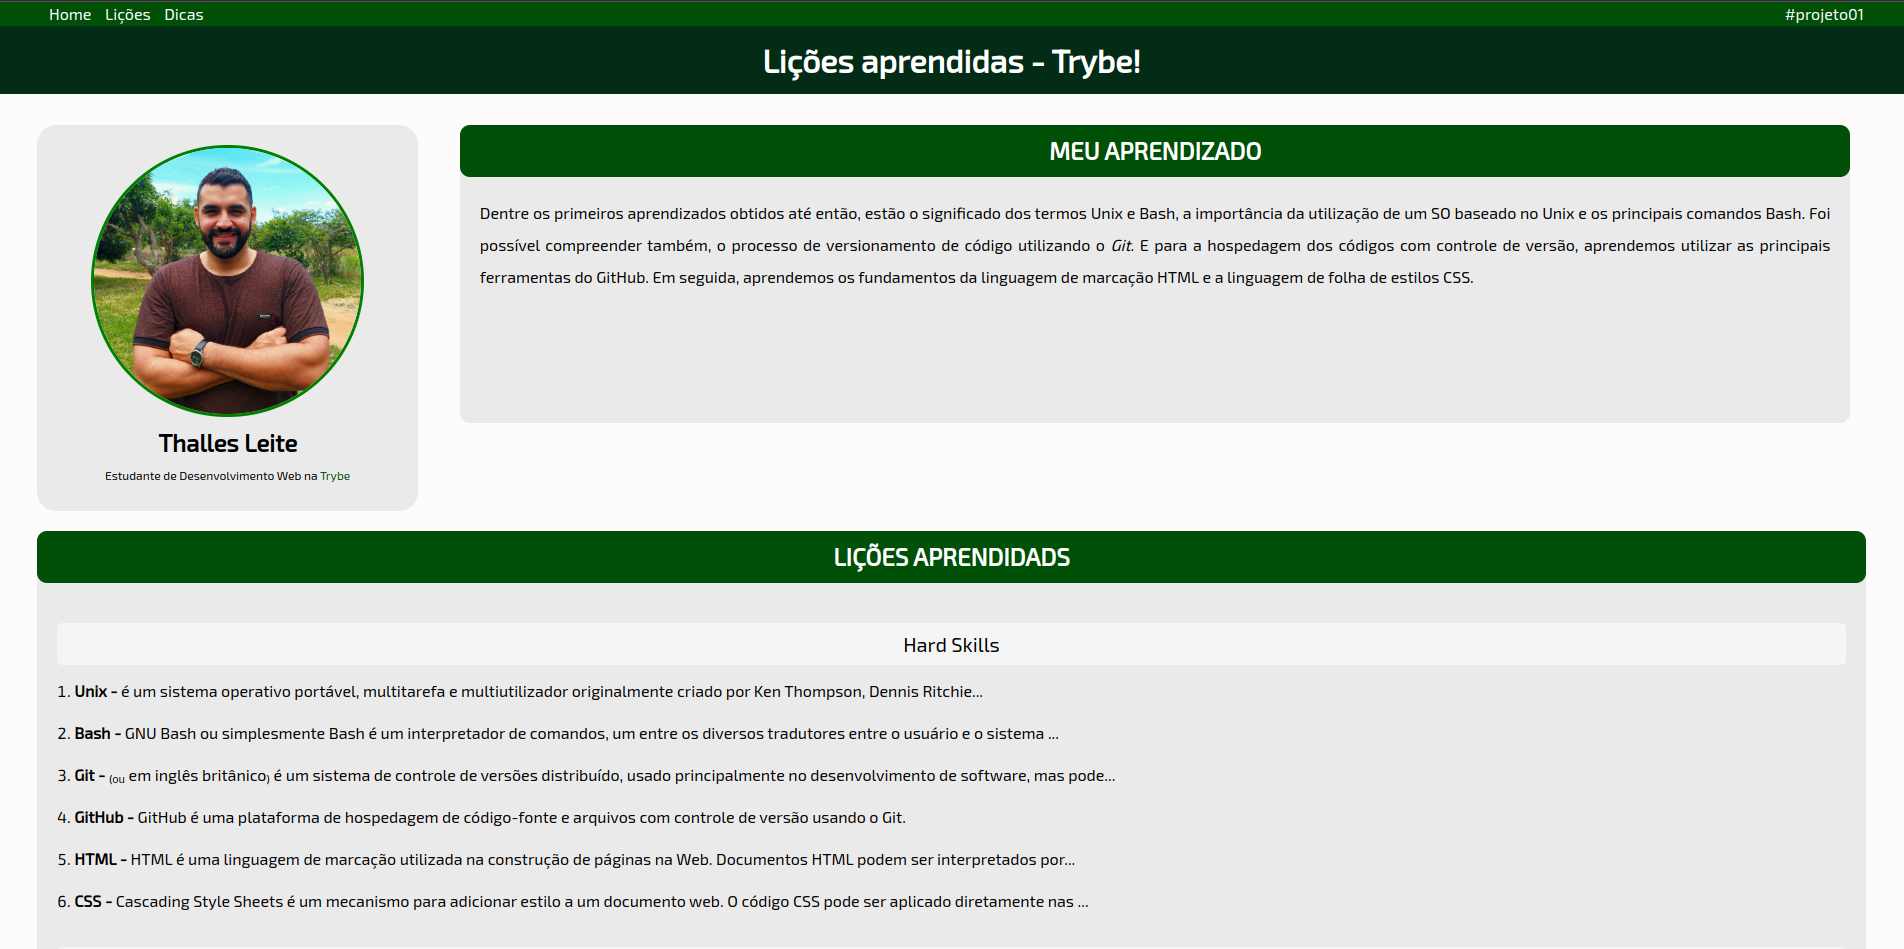 Home Lições Dicas #projeto01
Lições aprendidas - Trybe!
Thalles Leite
Estudante de Desenvolvimento Web na Trybe
MEU APRENDIZADO
Dentre os primeiros aprendizados obtidos até então, estão o significado dos termos Unix e Bash, a importância da utilização de um SO baseado no Unix e os principais comandos Bash. Foi
possível compreender também, o processo de versionamento de código utilizando o Git. E para a hospedagem dos códigos com controle de versão, aprendemos utilizar as principais
ferramentas do GitHub. Em seguida, aprendemos os fundamentos da linguagem de marcação HTML e a linguagem de folha de estilos CSS.
LIÇÕES APRENDIDADS
Hard Skills
1. Unix - é um sistema operativo portável, multitarefa e multiutilizador originalmente criado por Ken Thompson, Dennis Ritchie...
2. Bash - GNU Bash ou simplesmente Bash é um interpretador de comandos, um entre os diversos tradutores entre o usuário e o sistema ...
3. Git - (ou em inglês britânico) é um sistema de controle de versões distribuído, usado principalmente no desenvolvimento de software, mas pode...
4. GitHub - GitHub é uma plataforma de hospedagem de código-fonte e arquivos com controle de versão usando o Git.
5. HTML - HTML é uma linguagem de marcação utilizada na construção de páginas na Web. Documentos HTML podem ser interpretados por...
6. CSS - Cascading Style Sheets é um mecanismo para adicionar estilo a um documento web. O código CSS pode ser aplicado diretamente nas ...